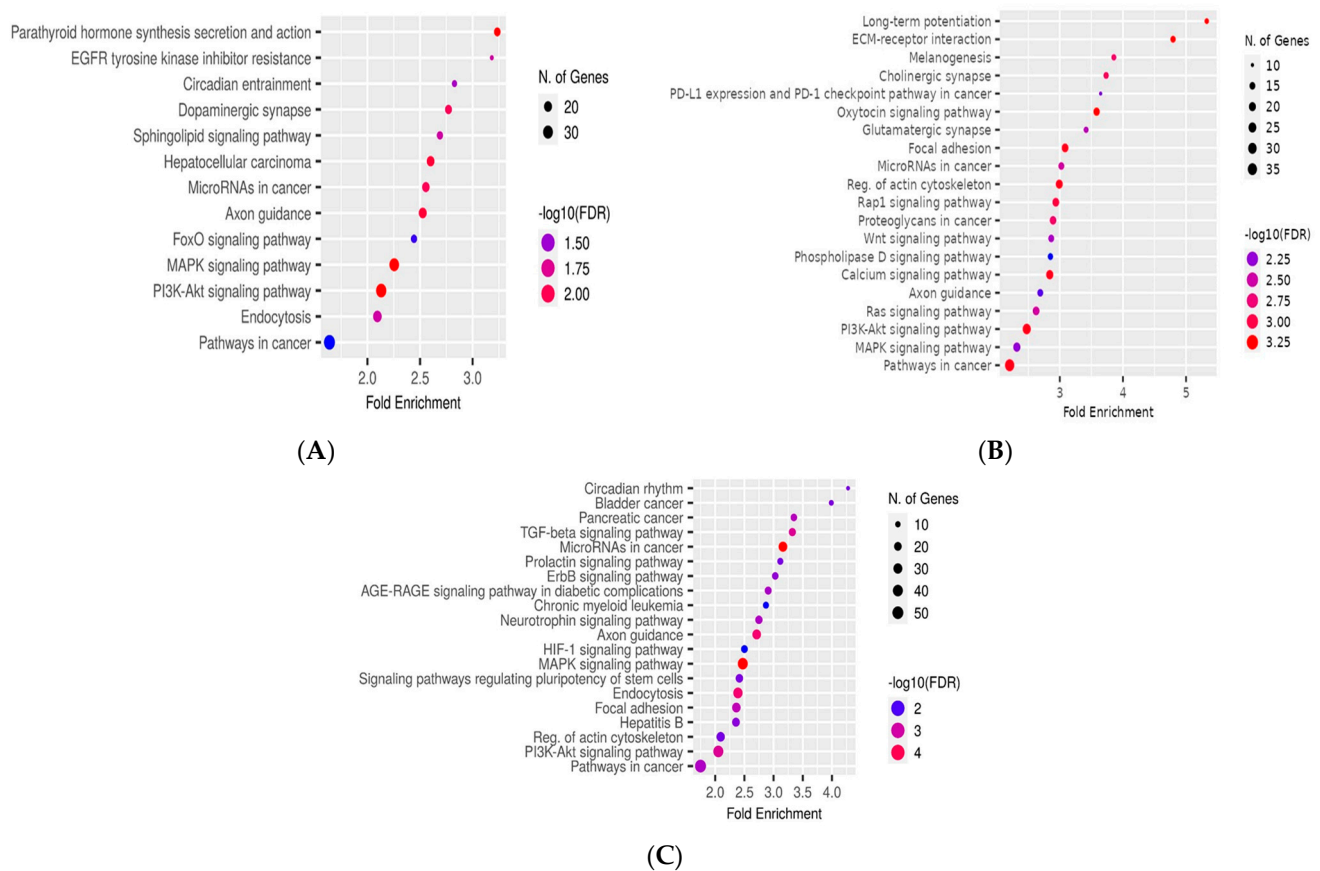 Parathyroid hormone synthesis secretion and action
EGFR tyrosine kinase inhibitor resistance
Circadian entrainment
Dopaminergic synapse
Sphingolipid signaling pathway
Hepatocellular carcinoma
MicroRNAs in cancer
Axon guidance
FoxO signaling pathway
MAPK signaling pathway
PI3K-Akt signaling pathway
Endocytosis
Pathways in cancer
2.0 2.5 3.0
Fold Enrichment
N. of Genes
20
30
-log10(FDR)
1.50
1.75
2.00
(A)
Long-term potentiation
ECM-receptor interaction
Melanogenesis
Cholinergic synapse
PD-L1 expression and PD-1 checkpoint pathway in cancer
Oxytocin signaling pathway
Glutamatergic synapse
Focal adhesion
MicroRNAs in cancer
Reg. of actin cytoskeleton
Rap1 signaling pathway
Proteoglycans in cancer
Wnt signaling pathway
Phospholipase D signaling pathway
Calcium signaling pathway
Axon guidance
Ras signaling pathway
PI3K-Akt signaling pathway
MAPK signaling pathway
Pathways in cancer
3 4 5
Fold Enrichment
N. of Genes
10
15
20
25
30
35
-log10(FDR)
2.25
2.50
2.75
3.00
3.25
(B)
Circadian rhythm
Bladder cancer
Pancreatic cancer
TGF-beta signaling pathway
MicroRNAs in cancer
Prolactin signaling pathway
ErbB signaling pathway
AGE-RAGE signaling pathway in diabetic complications
Chronic myeloid leukemia
Neurotrophin signaling pathway
Axon guidance
HIF-1 signaling pathway
MAPK signaling pathway
Signaling pathways regulating pluripotency of stem cells
Endocytosis
Focal adhesion
Hepatitis B
Reg. of actin cytoskeleton
PI3K-Akt signaling pathway
Pathways in cancer
2.0 2.5 3.0 3.5 4.0
Fold Enrichment
N. of Genes
10
20
30
40
50
-log10(FDR)
2
3
4
(C)